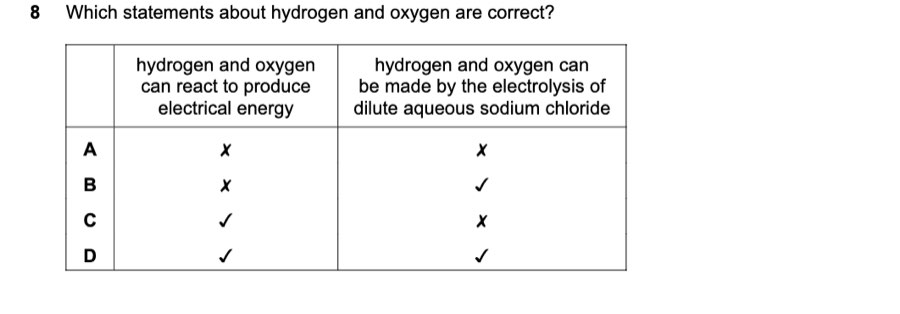 8 Which statements about hydrogen and oxygen are correct?
hydrogen and oxygen can react to produce electrical energy
hydrogen and oxygen can be made by the electrolysis of dilute aqueous sodium chloride
A ✗ ✗
B ✗ ✓
C ✓ ✗
D ✓ ✓